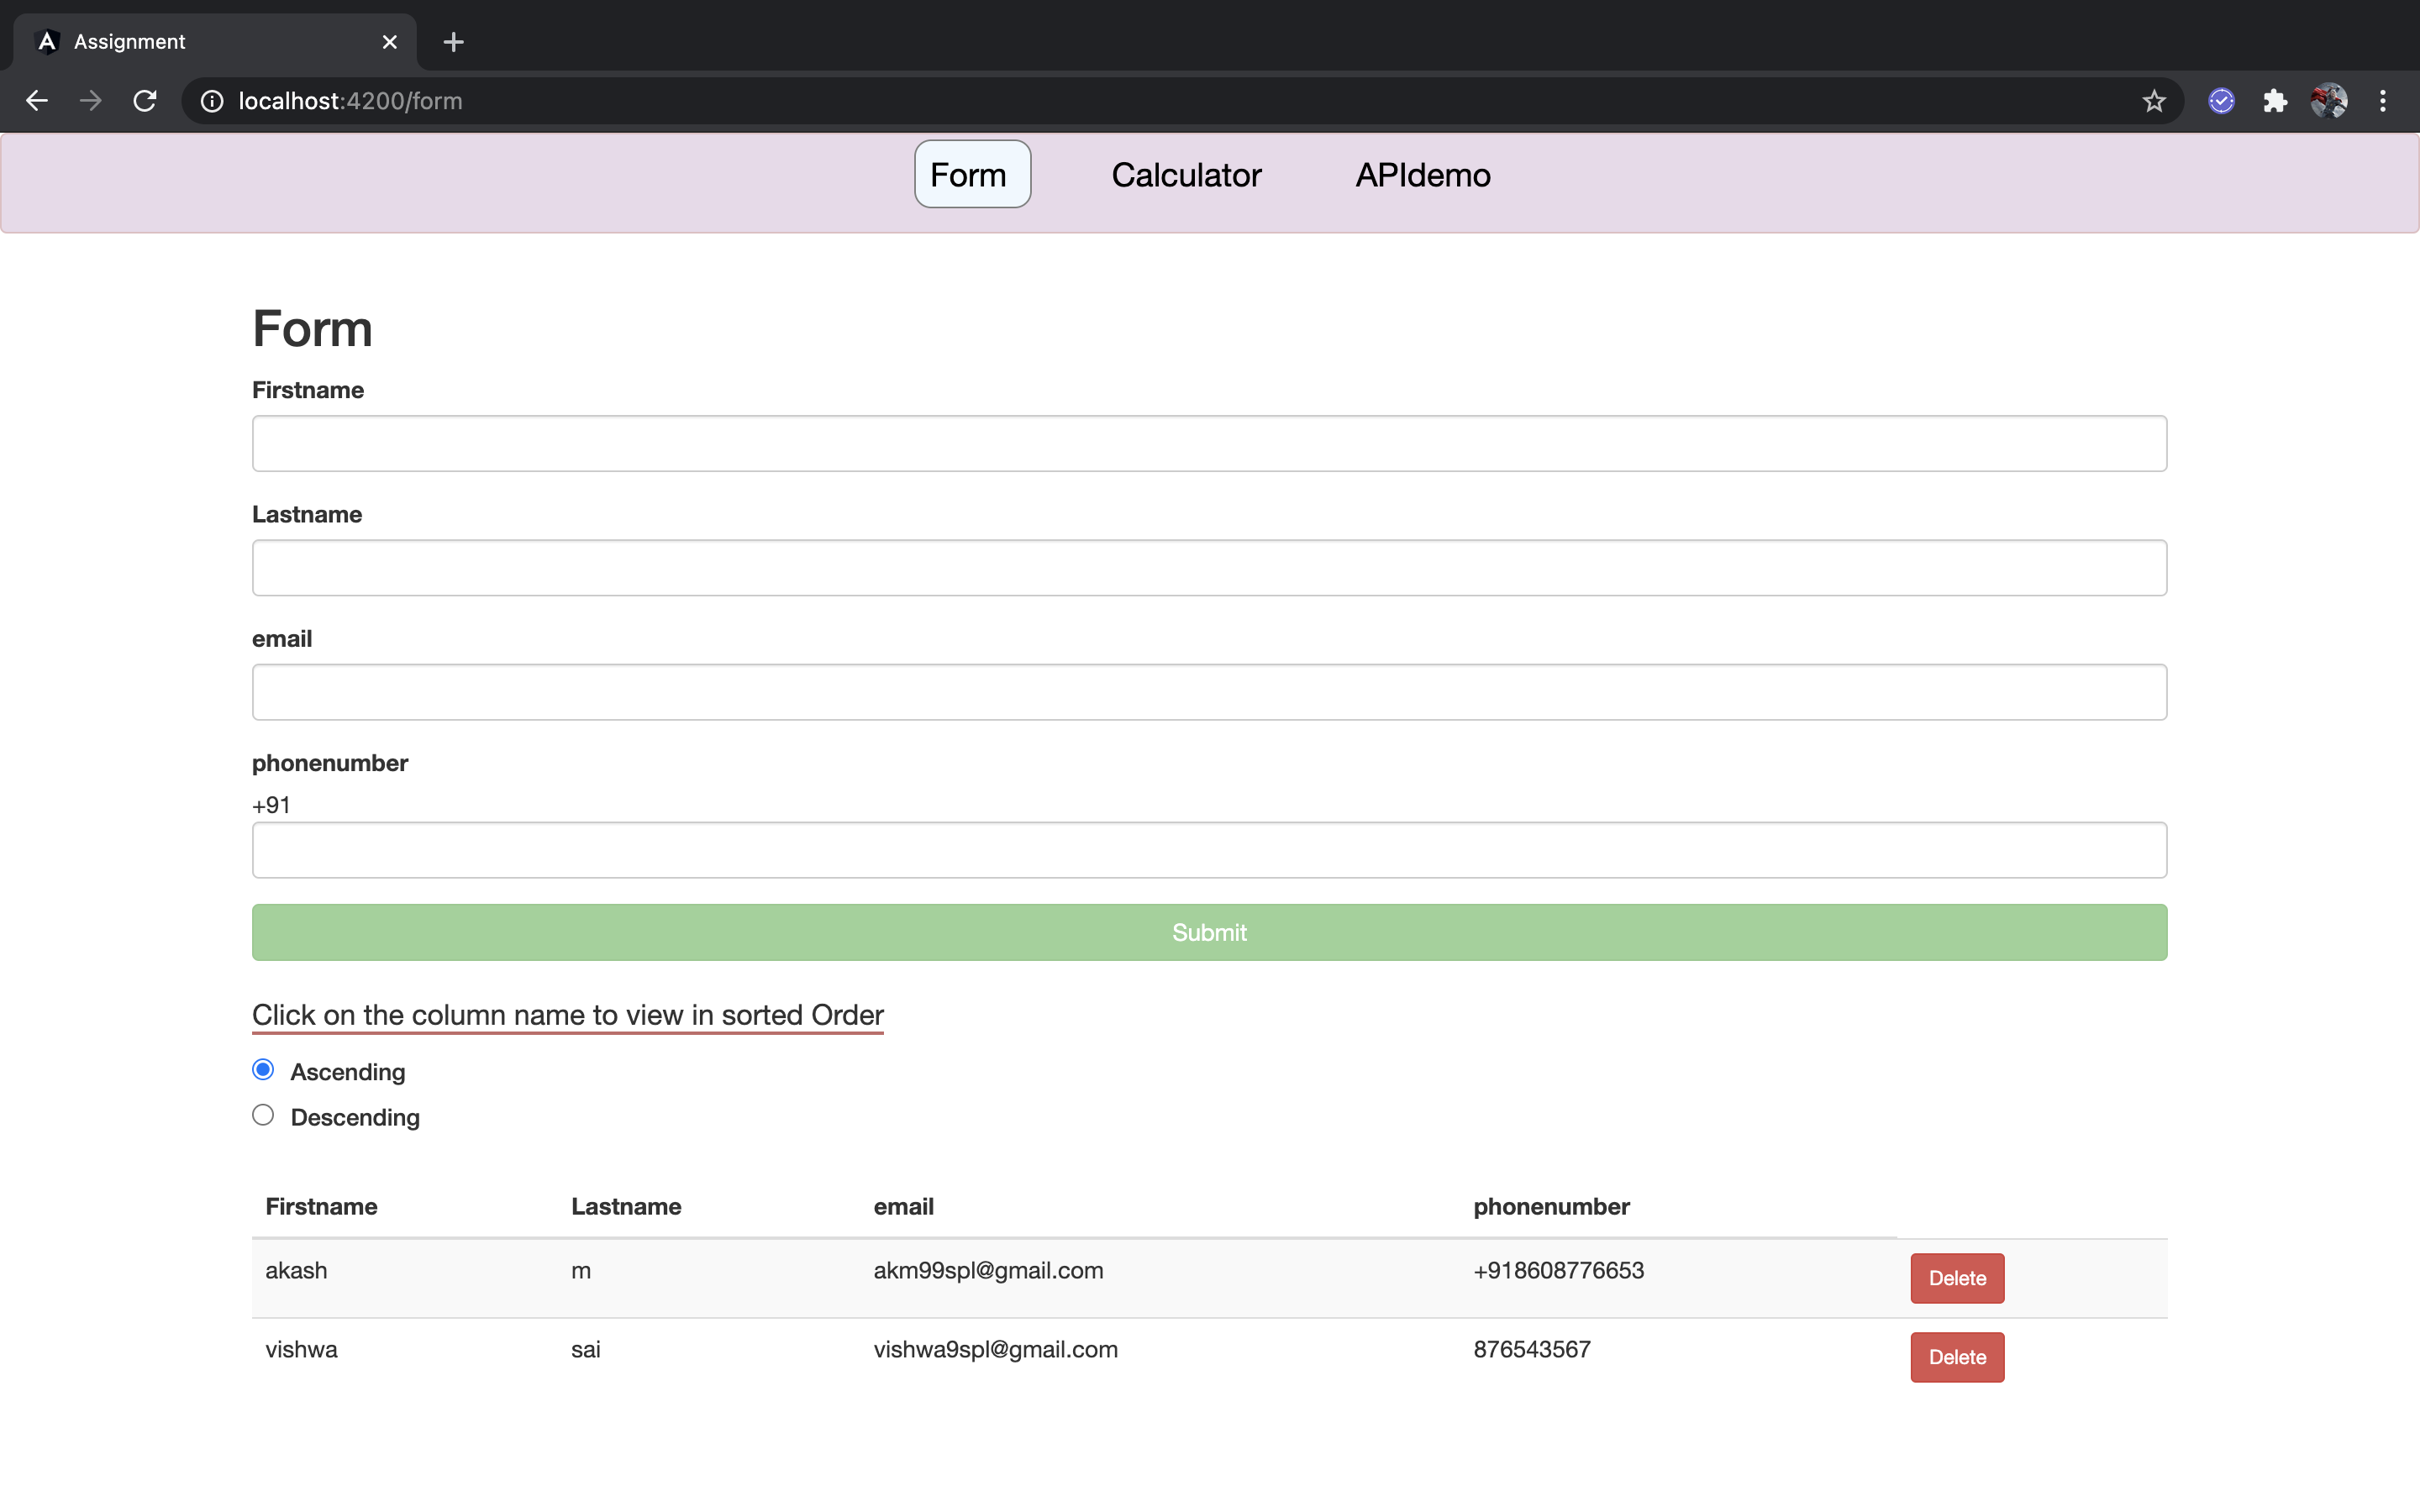 Assignment
localhost:4200/form
Form Calculator APIdemo
Form
Firstname
Lastname
email
phonenumber
+91
Submit
Click on the column name to view in sorted Order
Ascending
Descending
Firstname Lastname email phonenumber
akash m akm99spl@gmail.com +918608776653 Delete
vishwa sai vishwa9spl@gmail.com 876543567 Delete